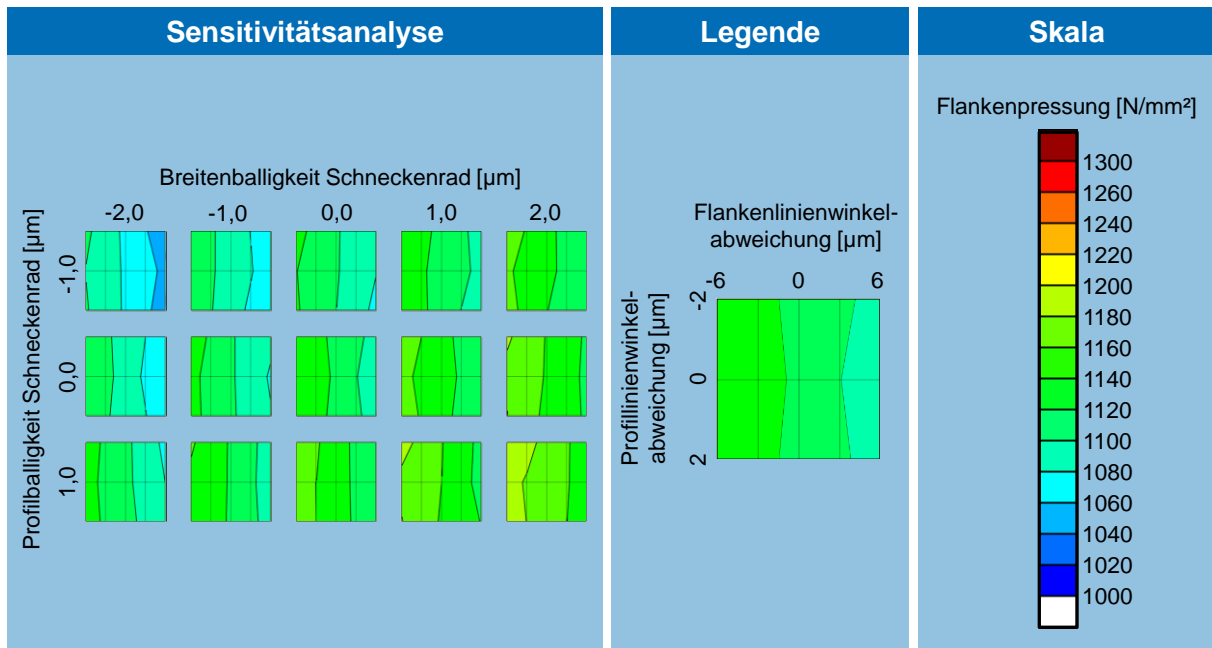 Sensitivitätsanalyse
Breitenballigkeit Schneckenrad [µm]
-2,0 -1,0 0,0 1,0 2,0
Profilballigkeit Schneckenrad [µm]
-1,0
0,0
1,0
Legende
Flankenlinienwinkel-
abweichung [µm]
-6 0 6
Profillinienwinkel-
abweichung [µm]
-2
0
2
Skala
Flankenpressung [N/mm²]
1300
1260
1240
1220
1200
1180
1160
1140
1120
1100
1080
1060
1040
1020
1000